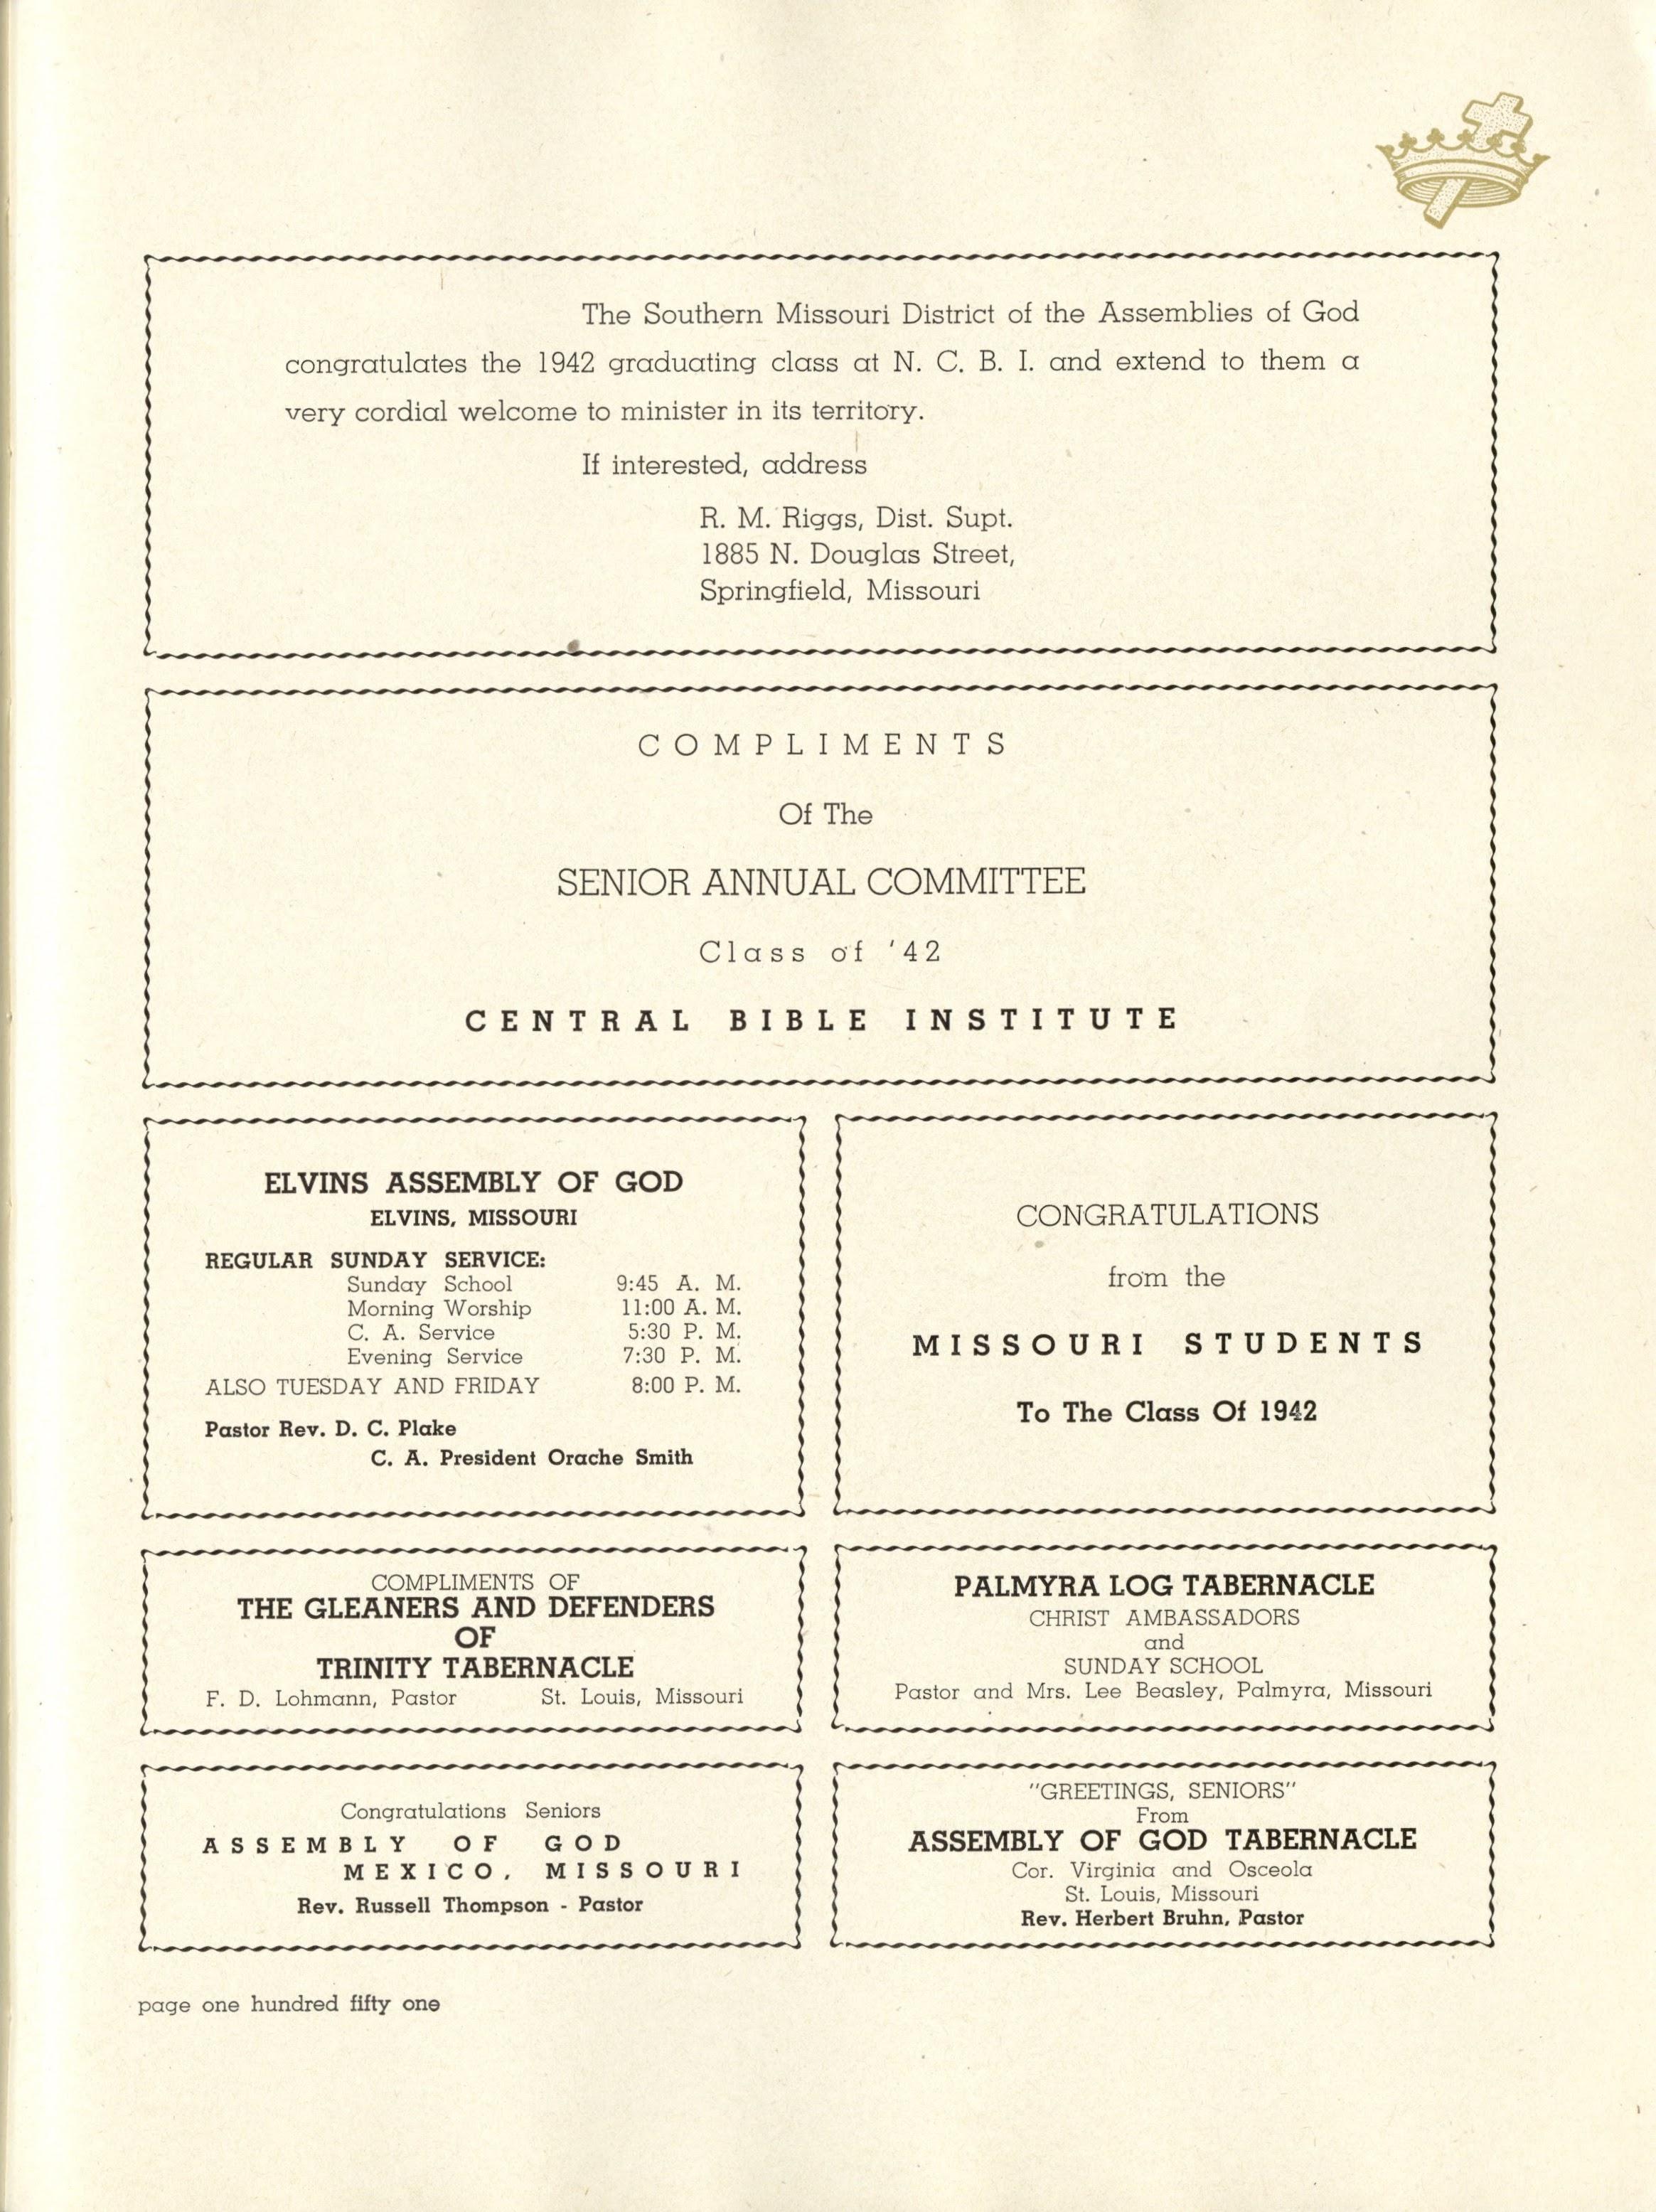 The Southern Missouri District of the Assemblies of God
congratulates the 1942 graduating class at N. C. B. I. and extend to them a
very cordial welcome to minister in its territory.
If interested, address
R. M. Riggs, Dist. Supt.
1885 N. Douglas Street,
Springfield, Missouri
COMPLIMENTS
Of The
SENIOR ANNUAL COMMITTEE
Class of '42
CENTRAL BIBLE INSTITUTE
ELVINS ASSEMBLY OF GOD
ELVINS, MISSOURI
REGULAR SUNDAY SERVICE:
Sunday School 9:45 A. M.
Morning Worship 11:00 A. M.
C. A. Service 5:30 P. M.
Evening Service 7:30 P. M.
ALSO TUESDAY AND FRIDAY 8:00 P. M.
Pastor Rev. D. C. Plake
C. A. President Orache Smith
CONGRATULATIONS
from the
MISSOURI STUDENTS
To The Class Of 1942
COMPLIMENTS OF
THE GLEANERS AND DEFENDERS
OF
TRINITY TABERNACLE
F. D. Lohmann, Pastor St. Louis, Missouri
PALMYRA LOG TABERNACLE
CHRIST AMBASSADORS
and
SUNDAY SCHOOL
Pastor and Mrs. Lee Beasley, Palmyra, Missouri
Congratulations Seniors
ASSEMBLY OF GOD
MEXICO, MISSOURI
Rev. Russell Thompson - Pastor
"GREETINGS, SENIORS"
From
ASSEMBLY OF GOD TABERNACLE
Cor. Virginia and Osceola
St. Louis, Missouri
Rev. Herbert Bruhn, Pastor
page one hundred fifty one